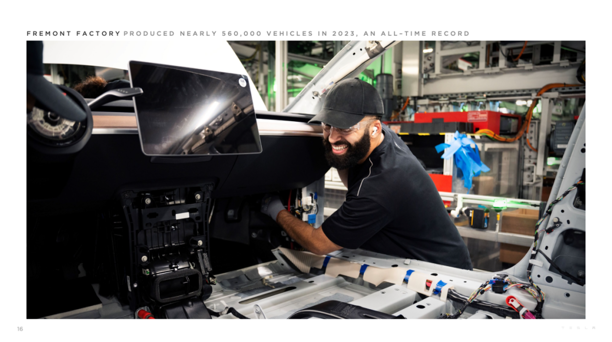 FREMONT FACTORY PRODUCED NEARLY 560,000 VEHICLES IN 2023, AN ALL-TIME RECORD
16
T E S L A